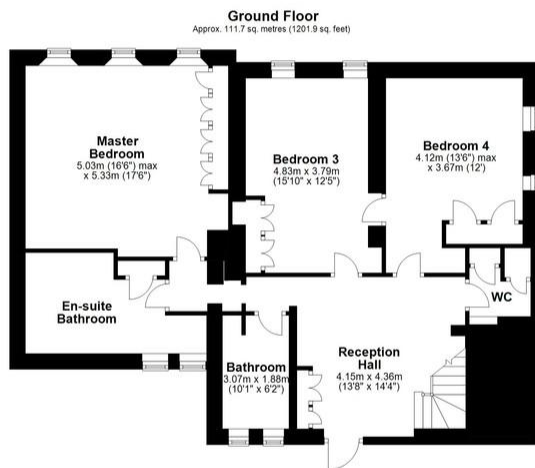 Ground Floor
Approx. 111.7 sq. metres (1201.9 sq. feet)
Master
Bedroom
5.03m (16'6") max
x 5.33m (17'6")
Bedroom 3
4.83m x 3.79m
(15'10" x 12'5")
Bedroom 4
4.12m (13'6") max
x 3.67m (12')
En-suite
Bathroom
WC
Bathroom
3.07m x 1.88m
(10'1" x 6'2")
Reception
Hall
4.15m x 4.36m
(13'8" x 14'4")